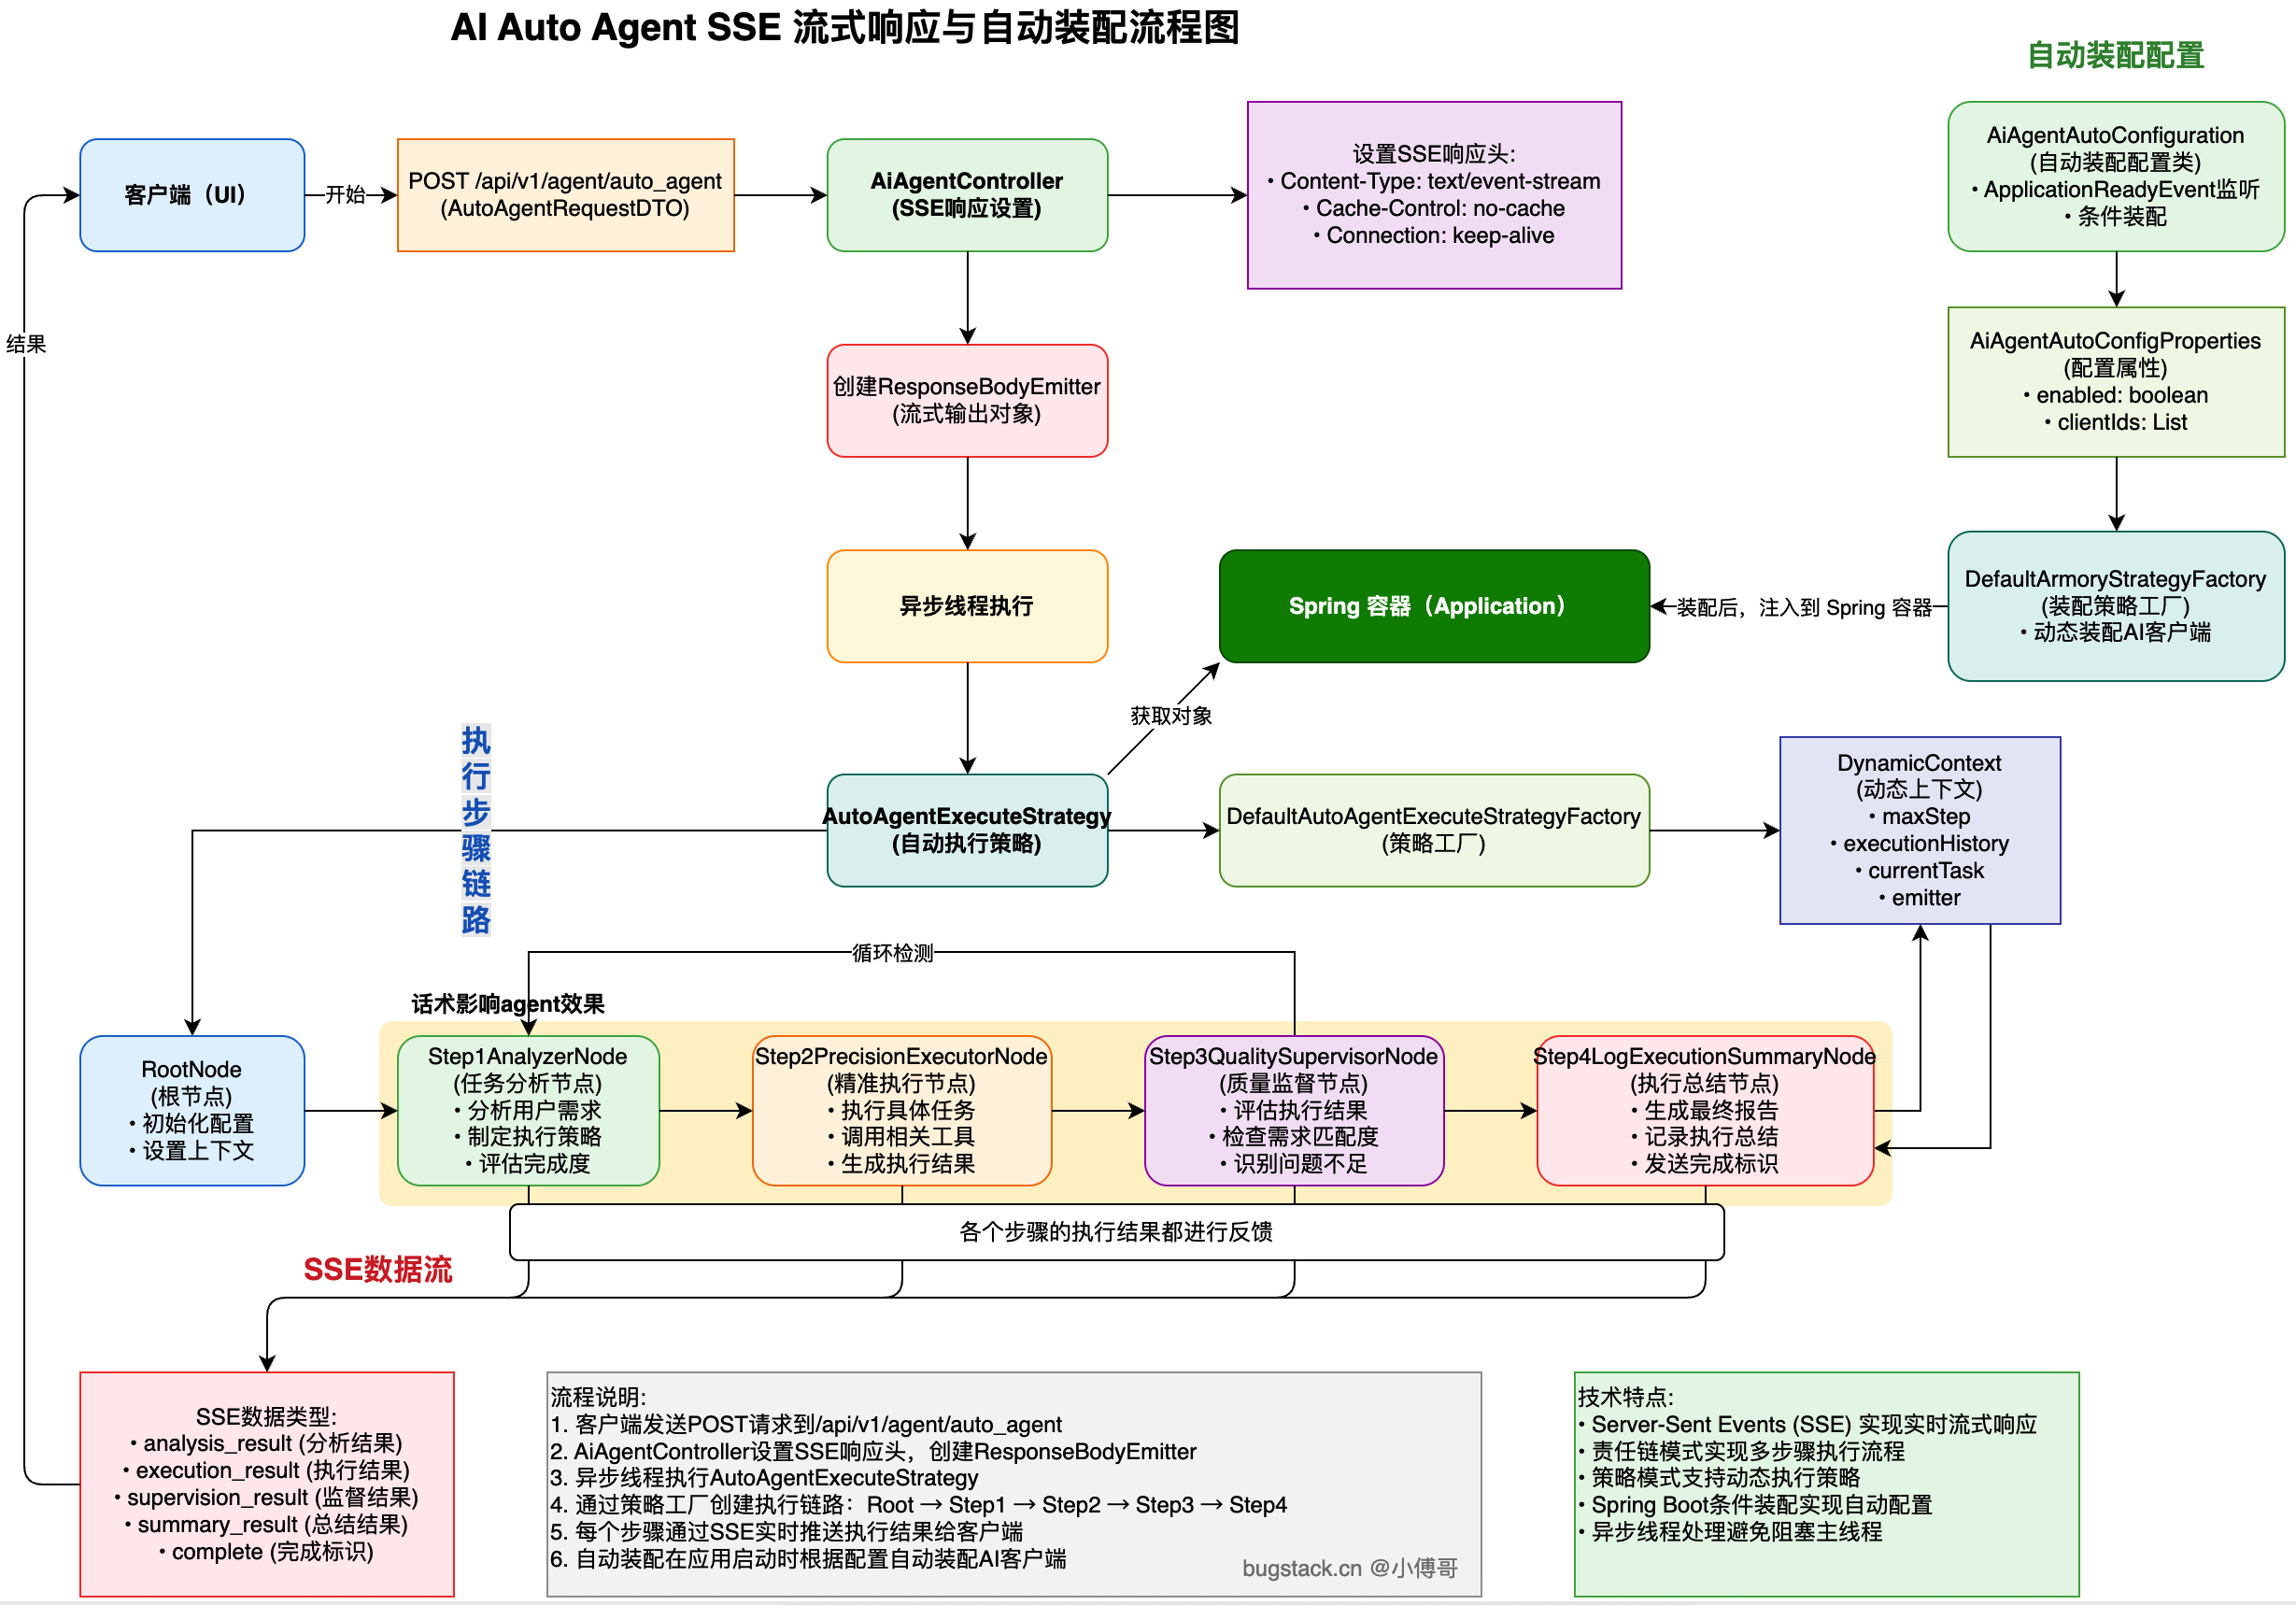 AI Auto Agent SSE 流式响应与自动装配流程图
自动装配配置
客户端（UI）
开始
POST /api/v1/agent/auto_agent
(AutoAgentRequestDTO)
AiAgentController
(SSE响应设置)
设置SSE响应头:
• Content-Type: text/event-stream
• Cache-Control: no-cache
• Connection: keep-alive
AiAgentAutoConfiguration
(自动装配配置类)
• ApplicationReadyEvent监听
• 条件装配
结果
创建ResponseBodyEmitter
(流式输出对象)
AiAgentAutoConfigProperties
(配置属性)
• enabled: boolean
• clientIds: List
异步线程执行
Spring 容器（Application）
装配后，注入到 Spring 容器
DefaultArmoryStrategyFactory
(装配策略工厂)
• 动态装配AI客户端
获取对象
执
行
步
骤
链
路
AutoAgentExecuteStrategy
(自动执行策略)
DefaultAutoAgentExecuteStrategyFactory
(策略工厂)
DynamicContext
(动态上下文)
• maxStep
• executionHistory
• currentTask
• emitter
循环检测
话术影响agent效果
RootNode
(根节点)
• 初始化配置
• 设置上下文
Step1AnalyzerNode
(任务分析节点)
• 分析用户需求
• 制定执行策略
• 评估完成度
Step2PrecisionExecutorNode
(精准执行节点)
• 执行具体任务
• 调用相关工具
• 生成执行结果
Step3QualitySupervisorNode
(质量监督节点)
• 评估执行结果
• 检查需求匹配度
• 识别问题不足
Step4LogExecutionSummaryNode
(执行总结节点)
• 生成最终报告
• 记录执行总结
• 发送完成标识
各个步骤的执行结果都进行反馈
SSE数据流
SSE数据类型:
• analysis_result (分析结果)
• execution_result (执行结果)
• supervision_result (监督结果)
• summary_result (总结结果)
• complete (完成标识)
流程说明:
1. 客户端发送POST请求到/api/v1/agent/auto_agent
2. AiAgentController设置SSE响应头，创建ResponseBodyEmitter
3. 异步线程执行AutoAgentExecuteStrategy
4. 通过策略工厂创建执行链路：Root → Step1 → Step2 → Step3 → Step4
5. 每个步骤通过SSE实时推送执行结果给客户端
6. 自动装配在应用启动时根据配置自动装配AI客户端
bugstack.cn @小傅哥
技术特点:
• Server-Sent Events (SSE) 实现实时流式响应
• 责任链模式实现多步骤执行流程
• 策略模式支持动态执行策略
• Spring Boot条件装配实现自动配置
• 异步线程处理避免阻塞主线程